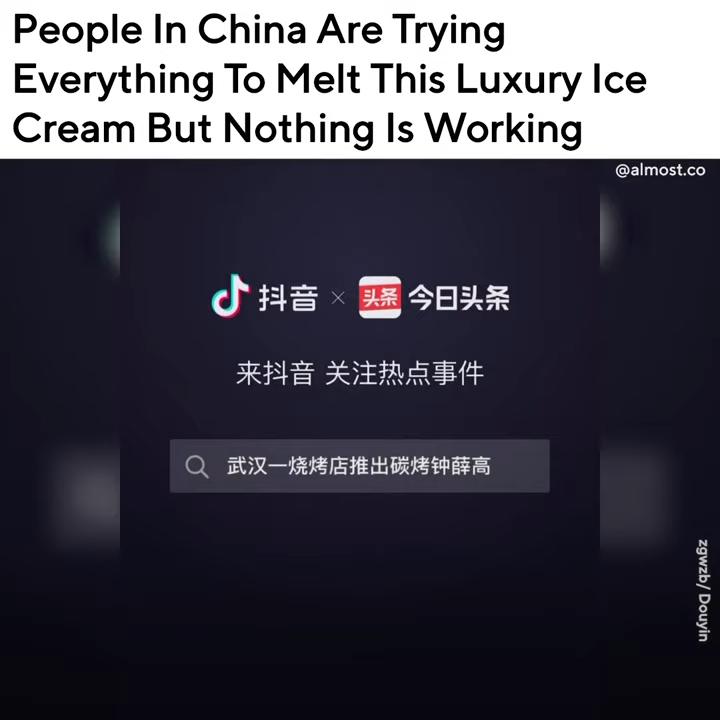 People In China Are Trying
Everything To Melt This Luxury Ice
Cream But Nothing Is Working
@almost.co
抖音 × 头条 今日头条
来抖音 关注热点事件
武汉一烧烤店推出碳烤钟薛高
zgwzb/ Douyin